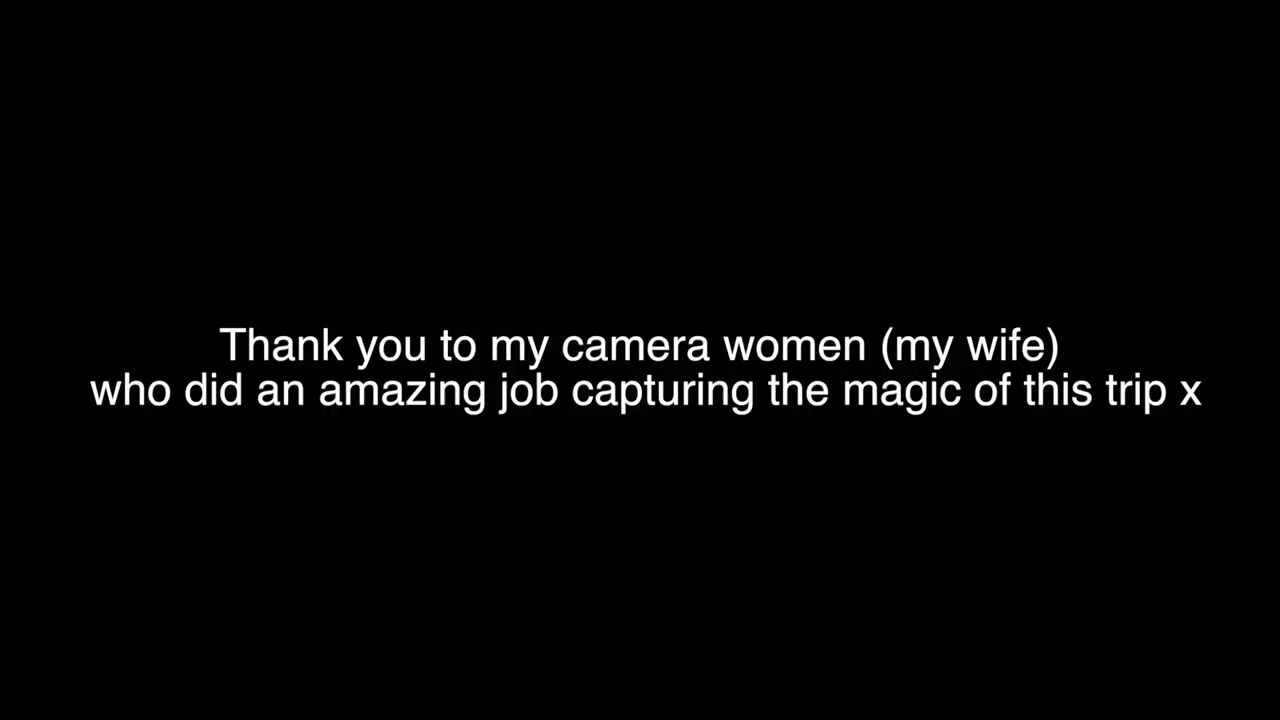 Thank you to my camera women (my wife)
who did an amazing job capturing the magic of this trip x